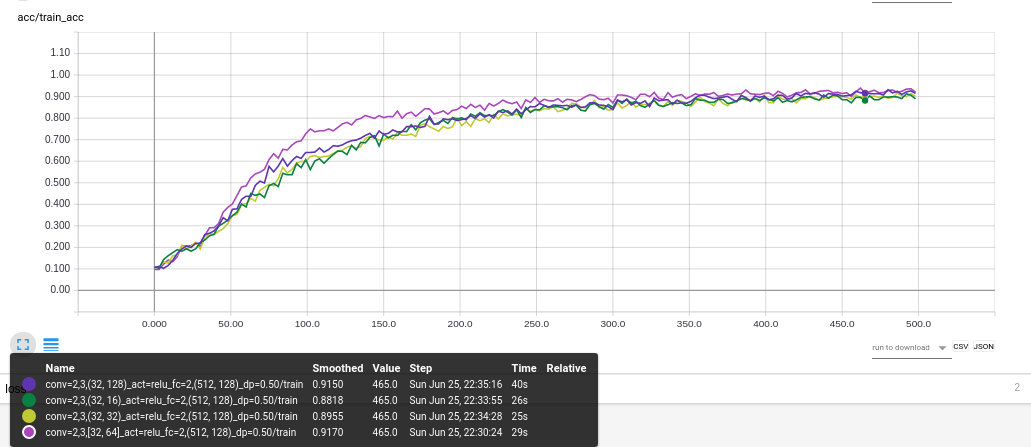 acc/train_acc
1.10
1.00
0.900
0.800
0.700
0.600
0.500
0.400
0.300
0.200
0.100
0.00
0.000 50.00 100.0 150.0 200.0 250.0 300.0 350.0 400.0 450.0 500.0
run to download CSV JSON
Name Smoothed Value Step Time Relative
conv=2,3,(32, 128)_act=relu_fc=2,(512, 128)_dp=0.50/train 0.9150 465.0 Sun Jun 25, 22:35:16 40s
conv=2,3,(32, 16)_act=relu_fc=2,(512, 128)_dp=0.50/train 0.8818 465.0 Sun Jun 25, 22:33:55 26s
conv=2,3,(32, 32)_act=relu_fc=2,(512, 128)_dp=0.50/train 0.8955 465.0 Sun Jun 25, 22:34:28 25s
conv=2,3,[32, 64]_act=relu_fc=2,(512, 128)_dp=0.50/train 0.9170 465.0 Sun Jun 25, 22:30:24 29s
loss
2